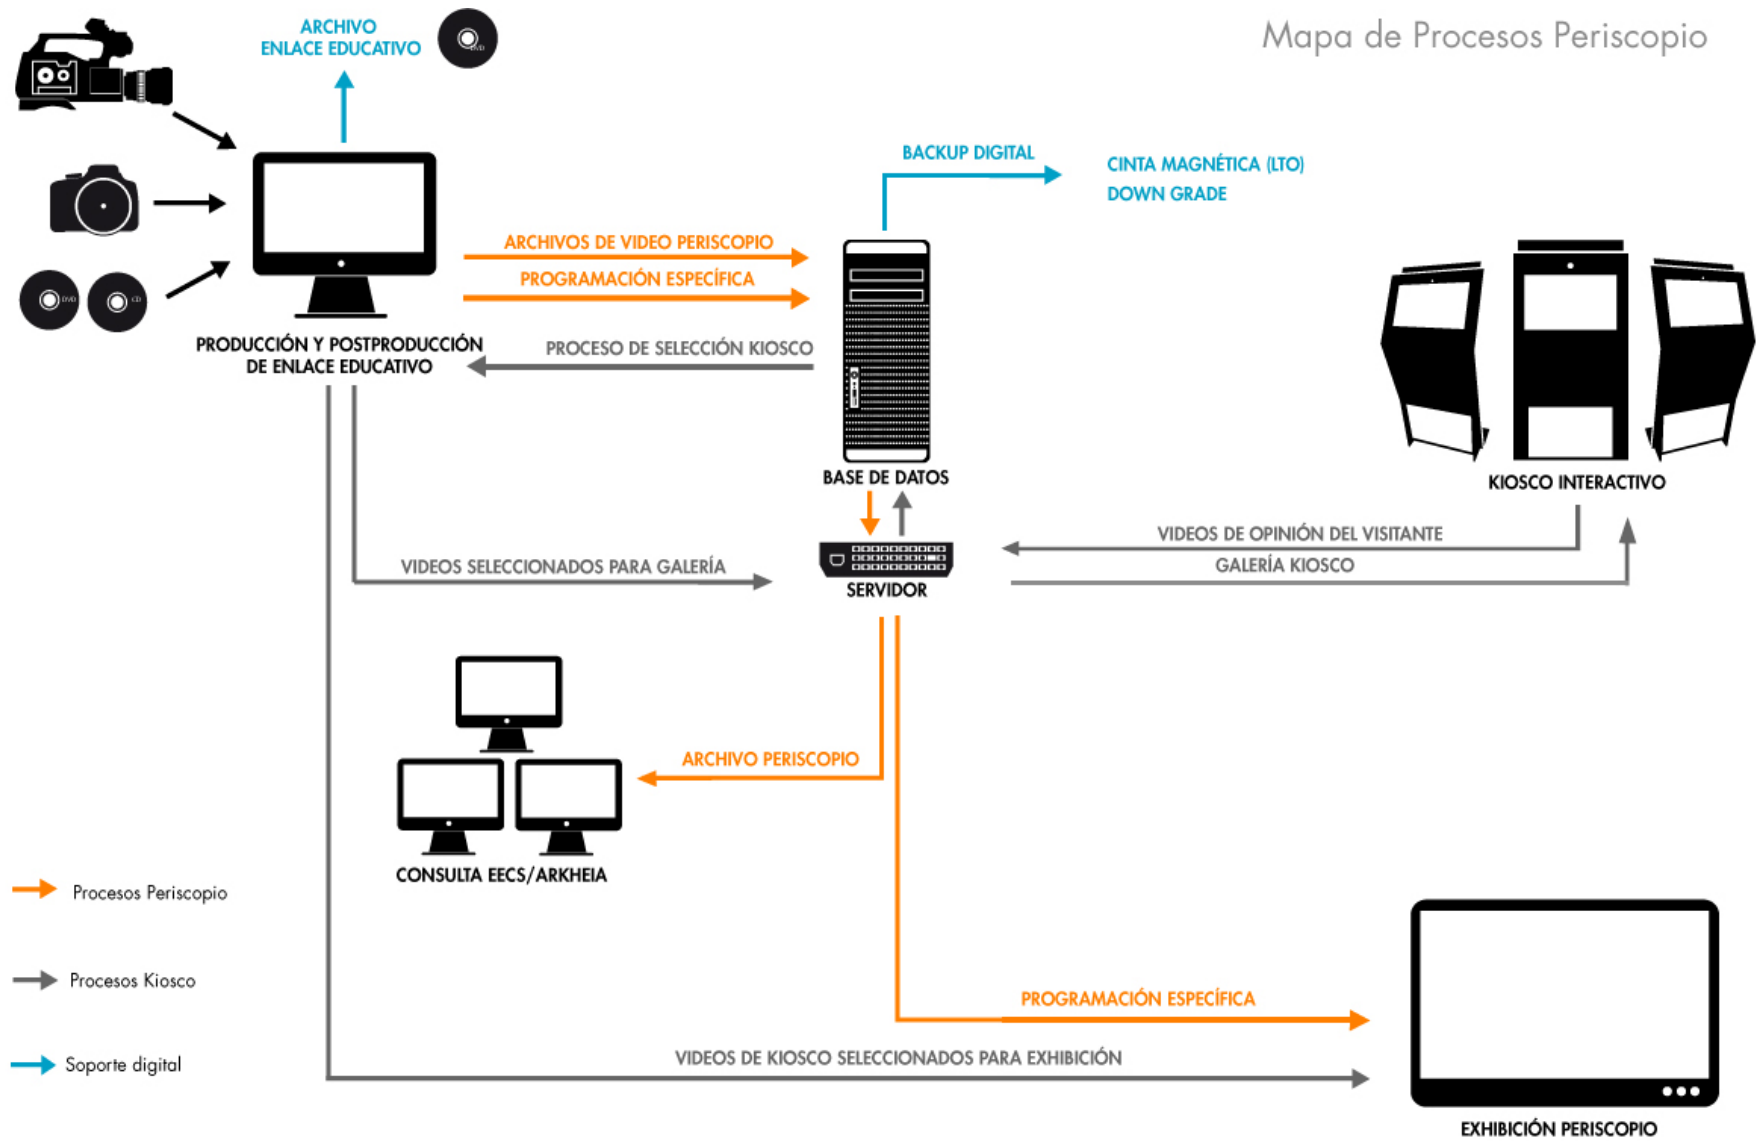 Mapa de Procesos Periscopio
ARCHIVO
ENLACE EDUCATIVO
DVD
BACKUP DIGITAL
CINTA MAGNÉTICA (LTO)
DOWN GRADE
ARCHIVOS DE VIDEO PERISCOPIO
PROGRAMACIÓN ESPECÍFICA
DVD
CD
PRODUCCIÓN Y POSTPRODUCCIÓN
DE ENLACE EDUCATIVO
PROCESO DE SELECCIÓN KIOSCO
BASE DE DATOS
KIOSCO INTERACTIVO
VIDEOS DE OPINIÓN DEL VISITANTE
GALERÍA KIOSCO
VIDEOS SELECCIONADOS PARA GALERÍA
SERVIDOR
ARCHIVO PERISCOPIO
CONSULTA EECS/ARKHEIA
Procesos Periscopio
Procesos Kiosco
Soporte digital
PROGRAMACIÓN ESPECÍFICA
VIDEOS DE KIOSCO SELECCIONADOS PARA EXHIBICIÓN
EXHIBICIÓN PERISCOPIO